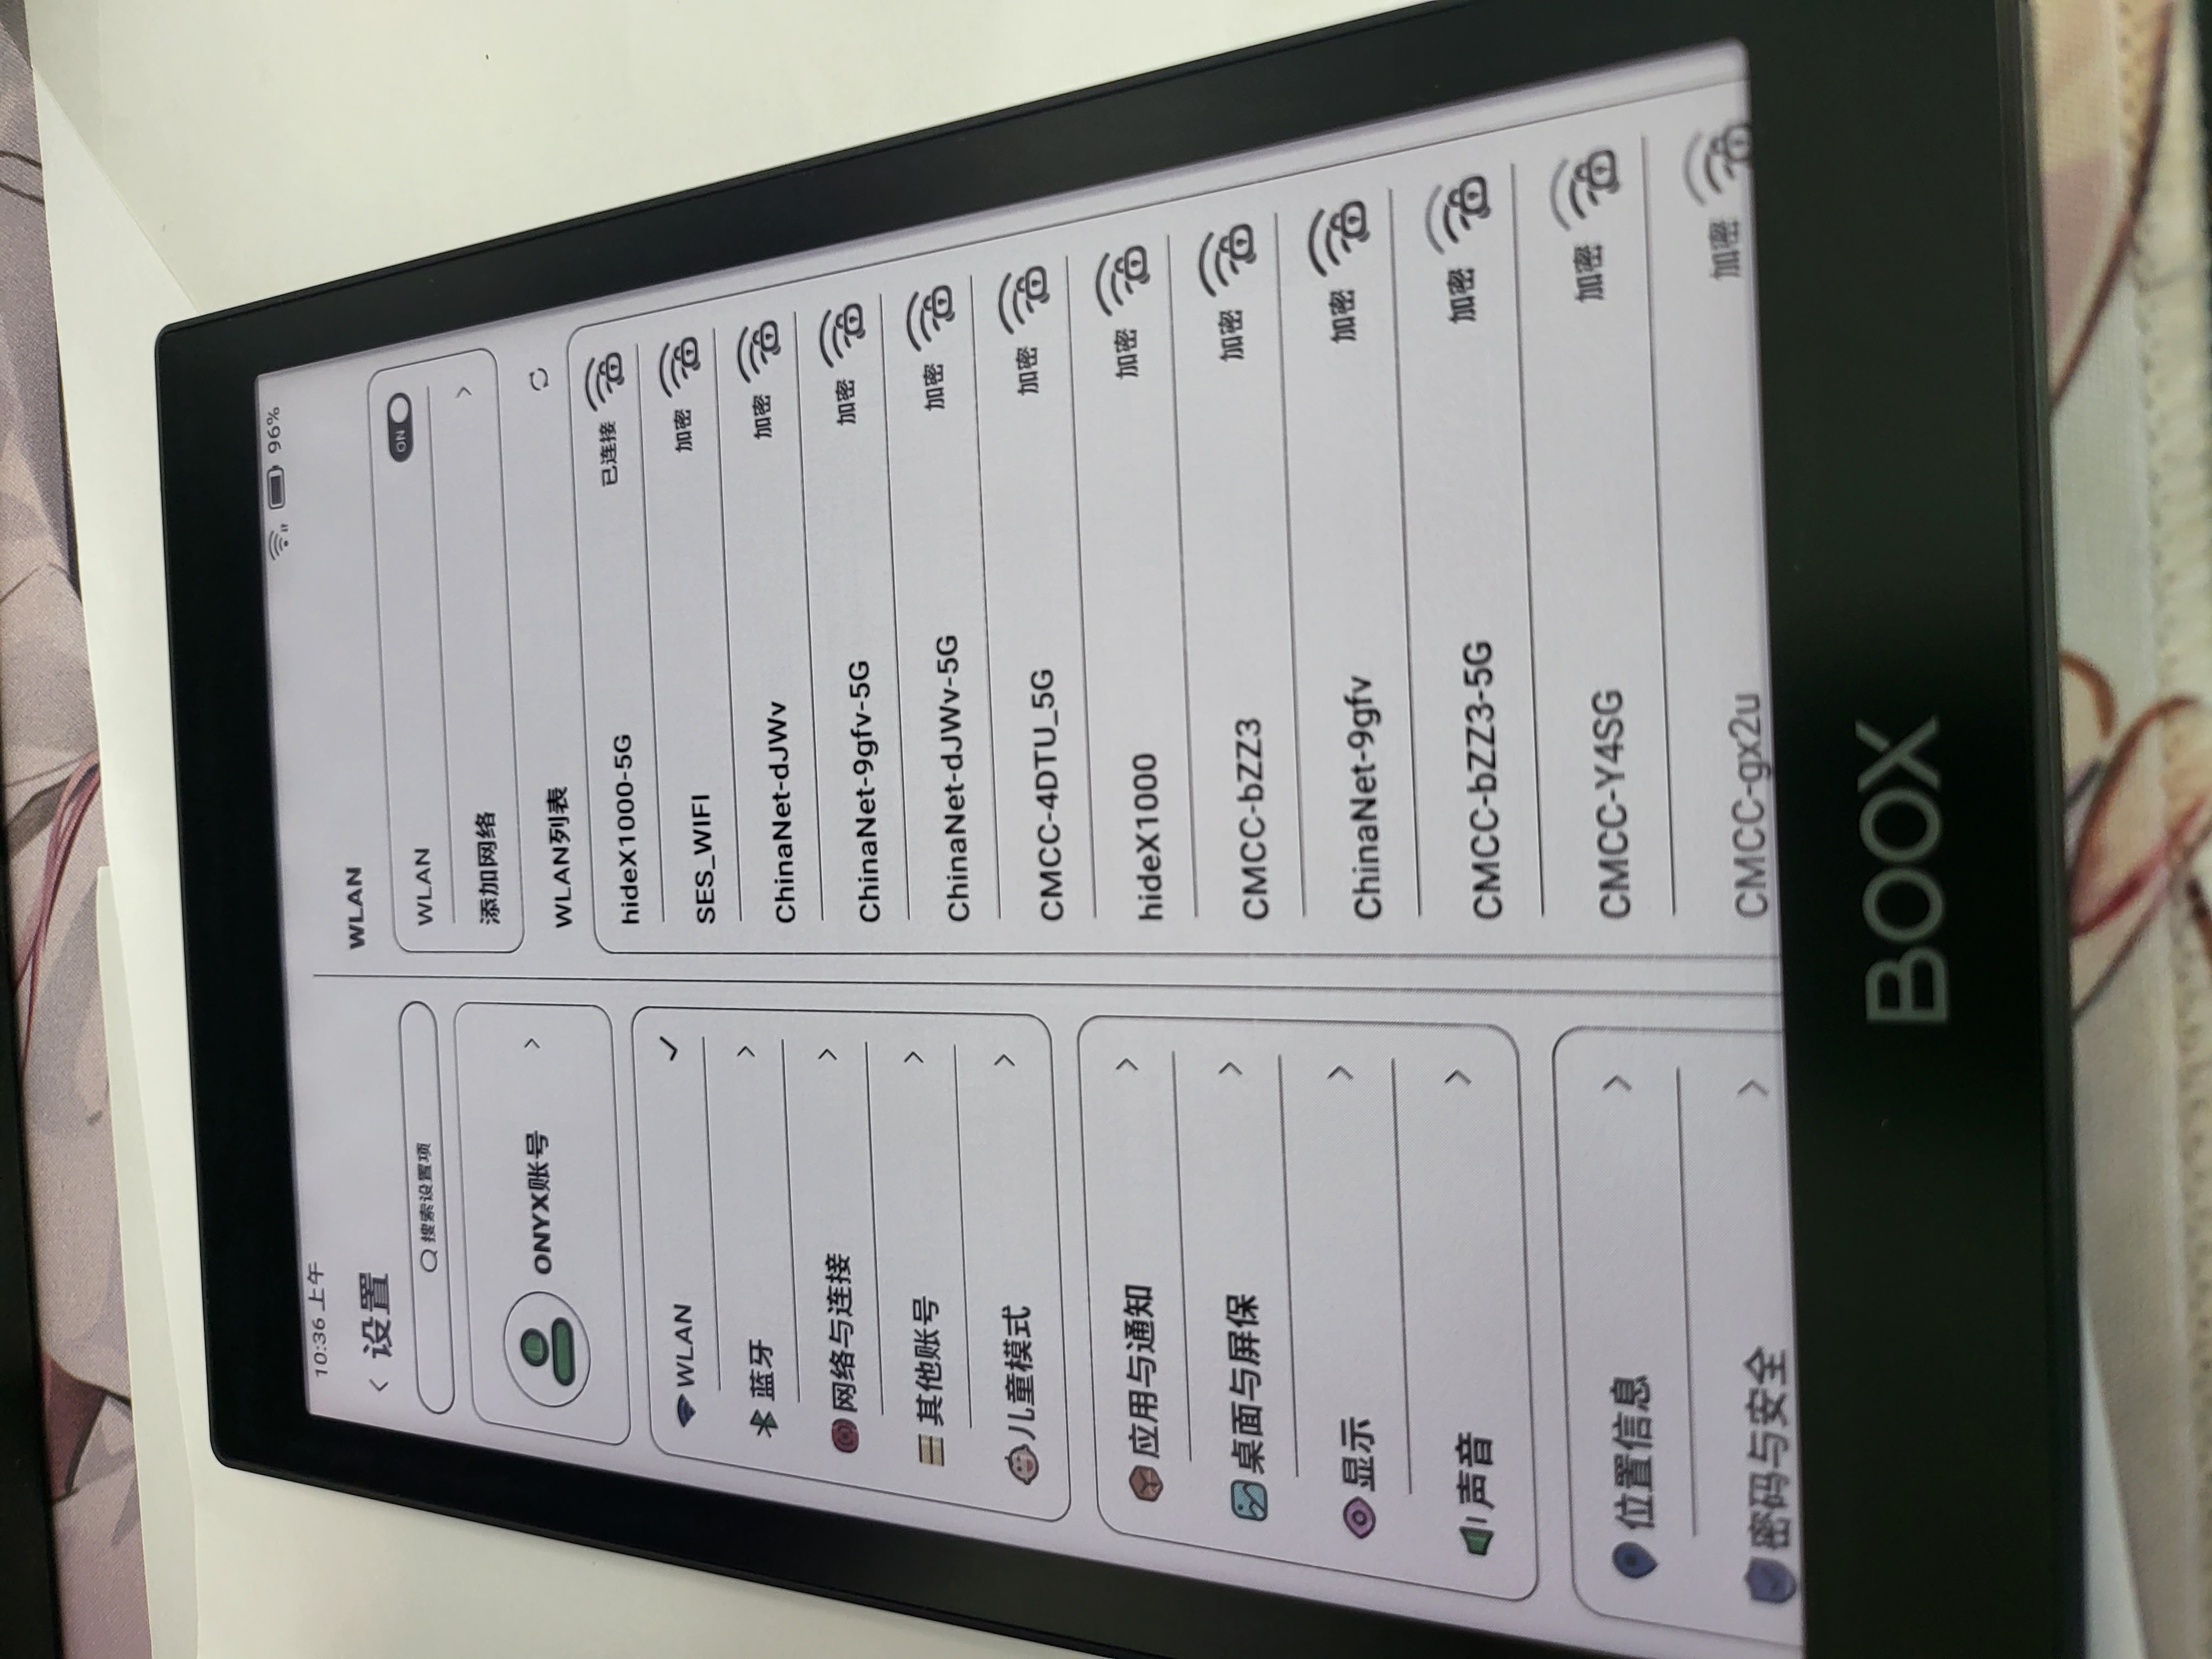 10:36 上午
96%
设置
搜索设置项
ONYX账号
WLAN
蓝牙
网络与连接
其他账号
儿童模式
应用与通知
桌面与屏保
显示
声音
位置信息
密码与安全
WLAN
WLAN
ON
添加网络
WLAN列表
hideX1000-5G 已连接
SES_WIFI 加密
ChinaNet-dJWv 加密
ChinaNet-9gfv-5G 加密
ChinaNet-dJWv-5G 加密
CMCC-4DTU_5G 加密
hideX1000 加密
CMCC-bZZ3 加密
ChinaNet-9gfv 加密
CMCC-bZZ3-5G 加密
CMCC-Y4SG 加密
CMCC-gx2u 加密
BOOX